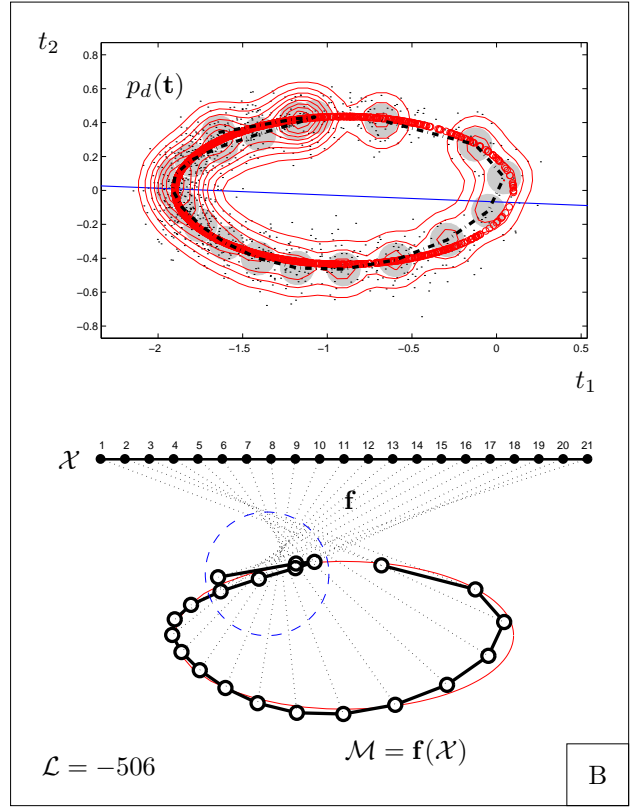 t₂
p_d(𝐭)
0.8
0.6
0.4
0.2
0
−0.2
−0.4
−0.6
−0.8
−2 −1.5 −1 −0.5 0 0.5
t₁
1 2 3 4 5 6 7 8 9 10 11 12 13 14 15 16 17 18 19 20 21
𝒳
𝐟
ℳ = 𝐟(𝒳)
ℒ = −506
B